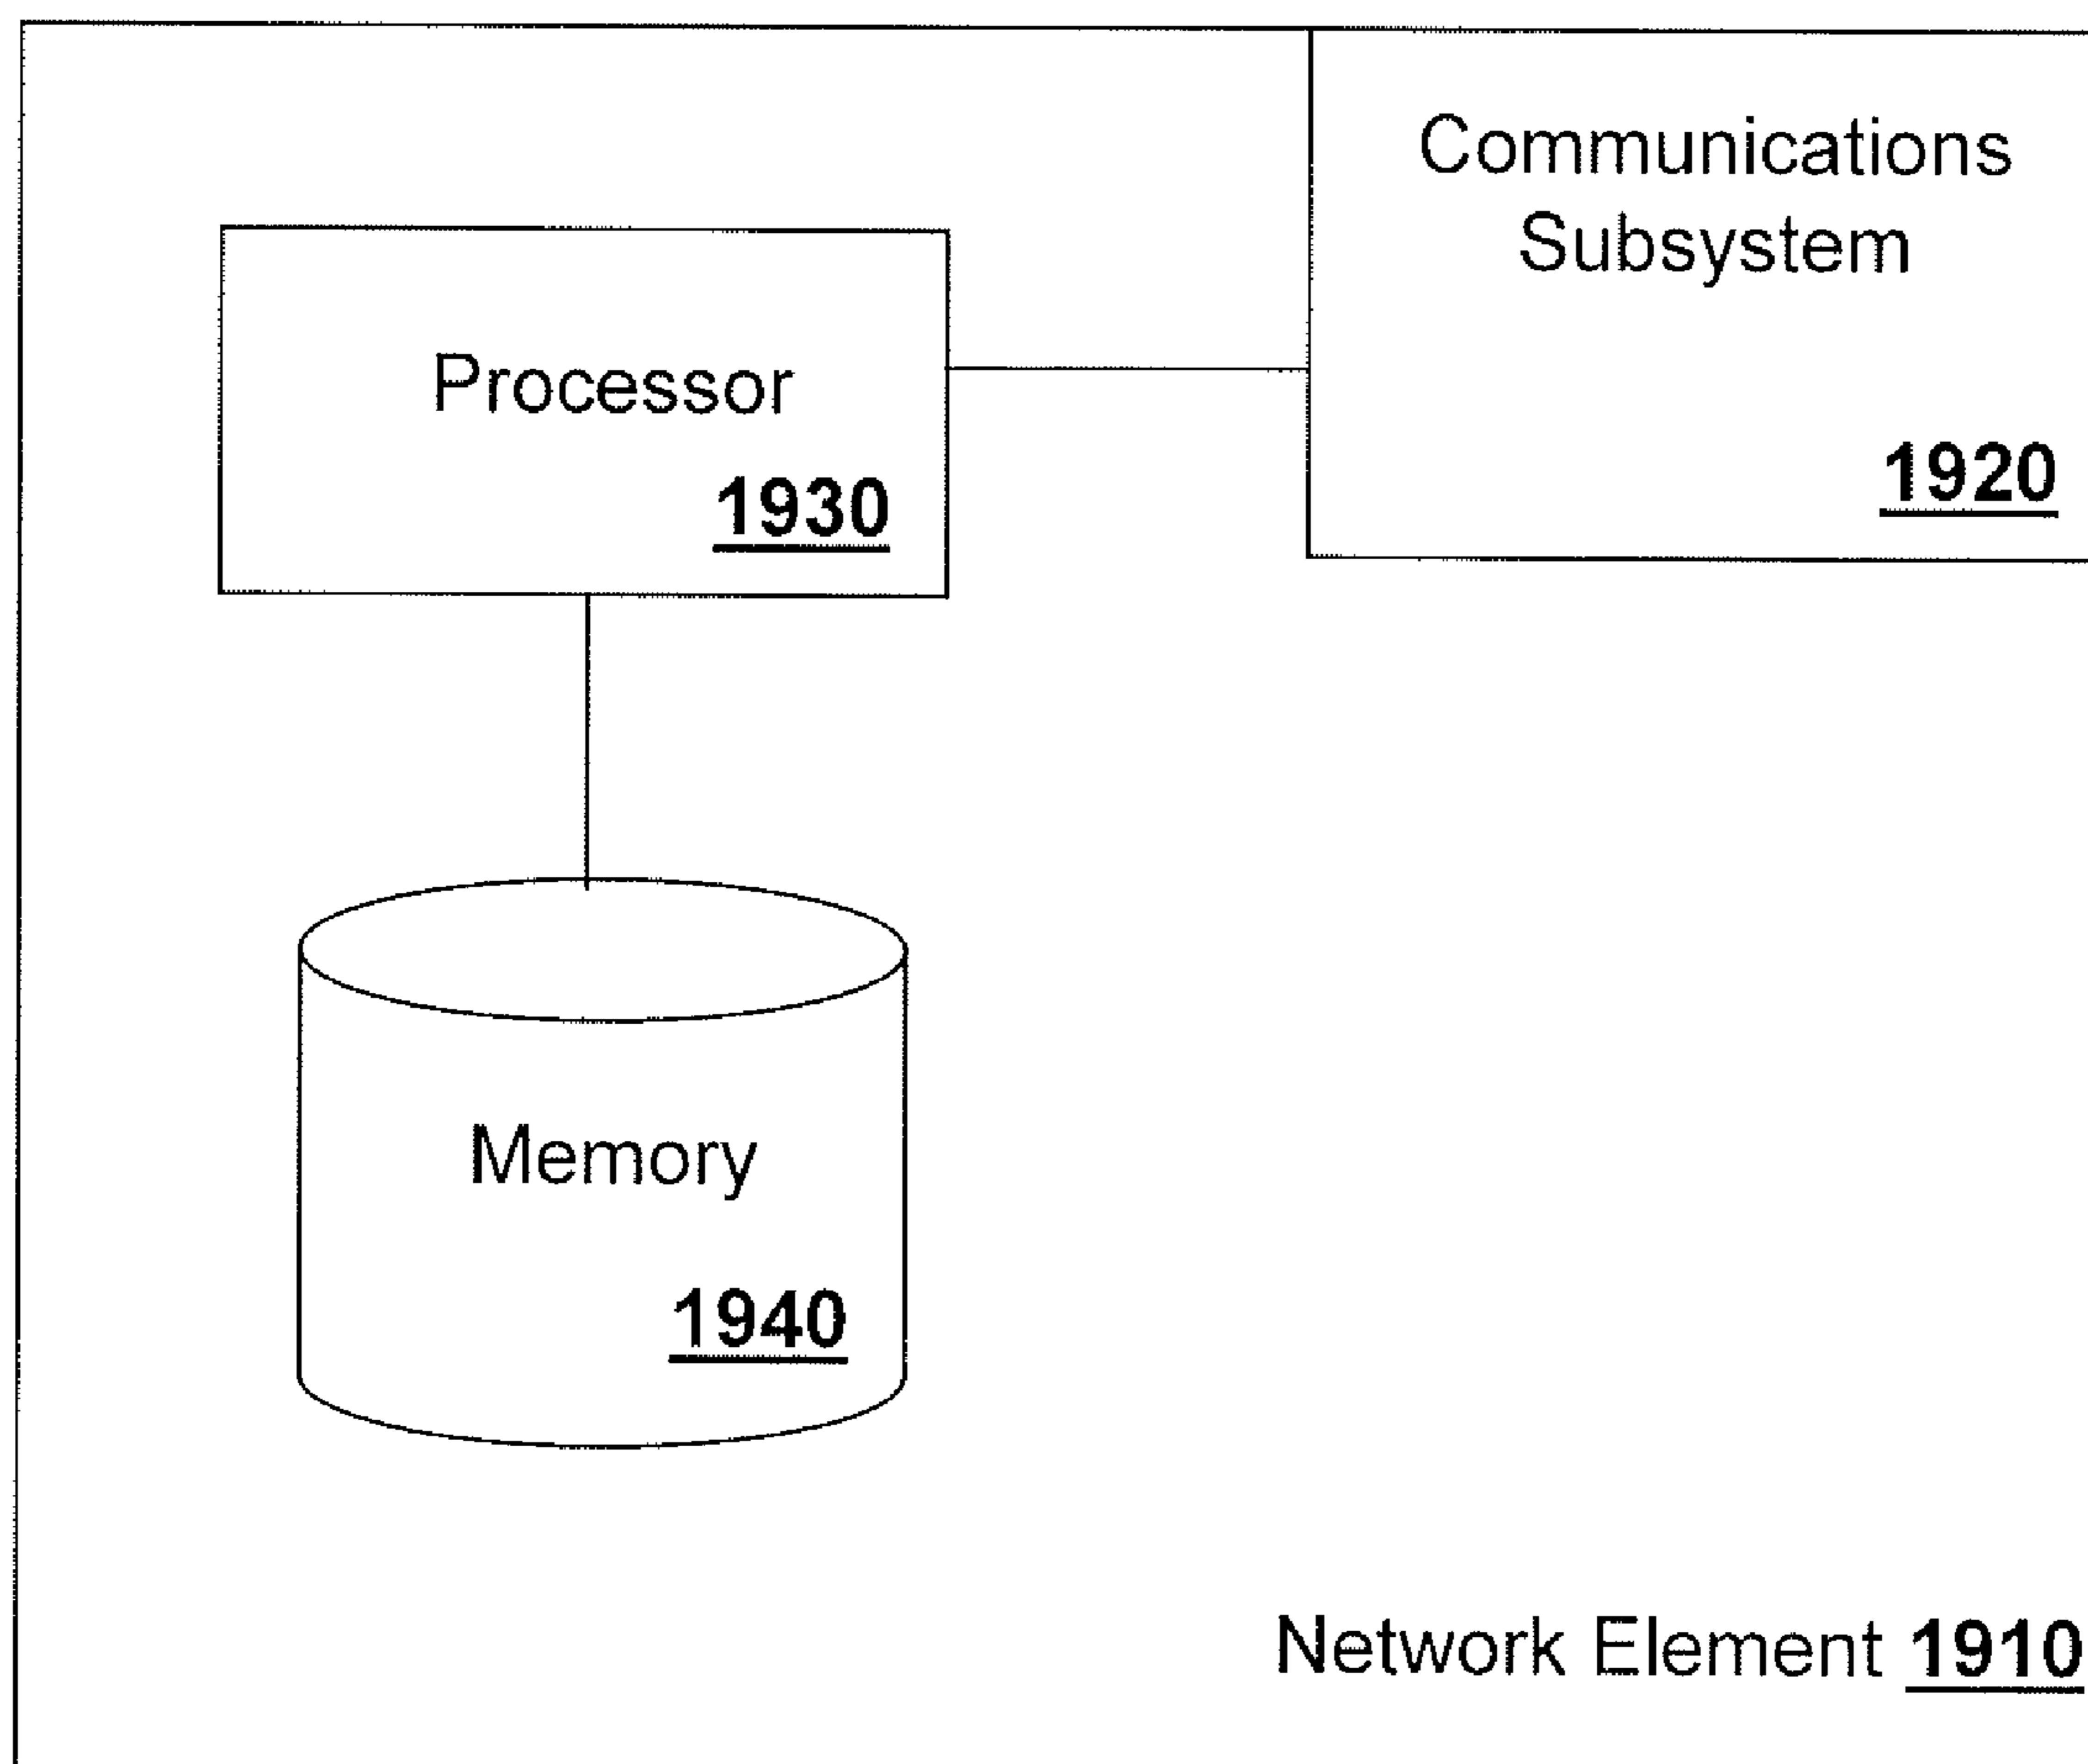 Communications
Subsystem
1920
Processor
1930
Memory
1940
Network Element 1910